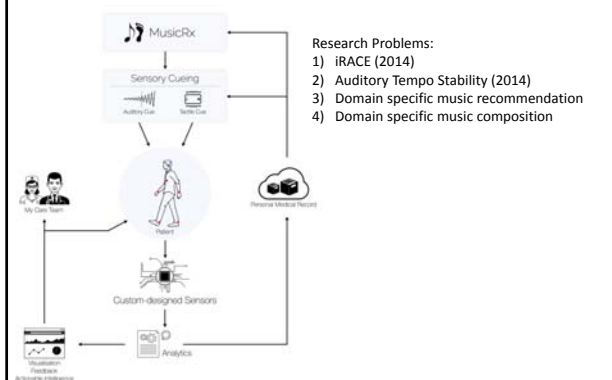 MusicRx
Sensory Cueing
Auditory Cue
Tactile Cue
My Care Team
Patient
Personal Medical Record
Custom-designed Sensors
Analytics
Visualisation
Feedback
Actionable Intelligence
Research Problems:
1) iRACE (2014)
2) Auditory Tempo Stability (2014)
3) Domain specific music recommendation
4) Domain specific music composition